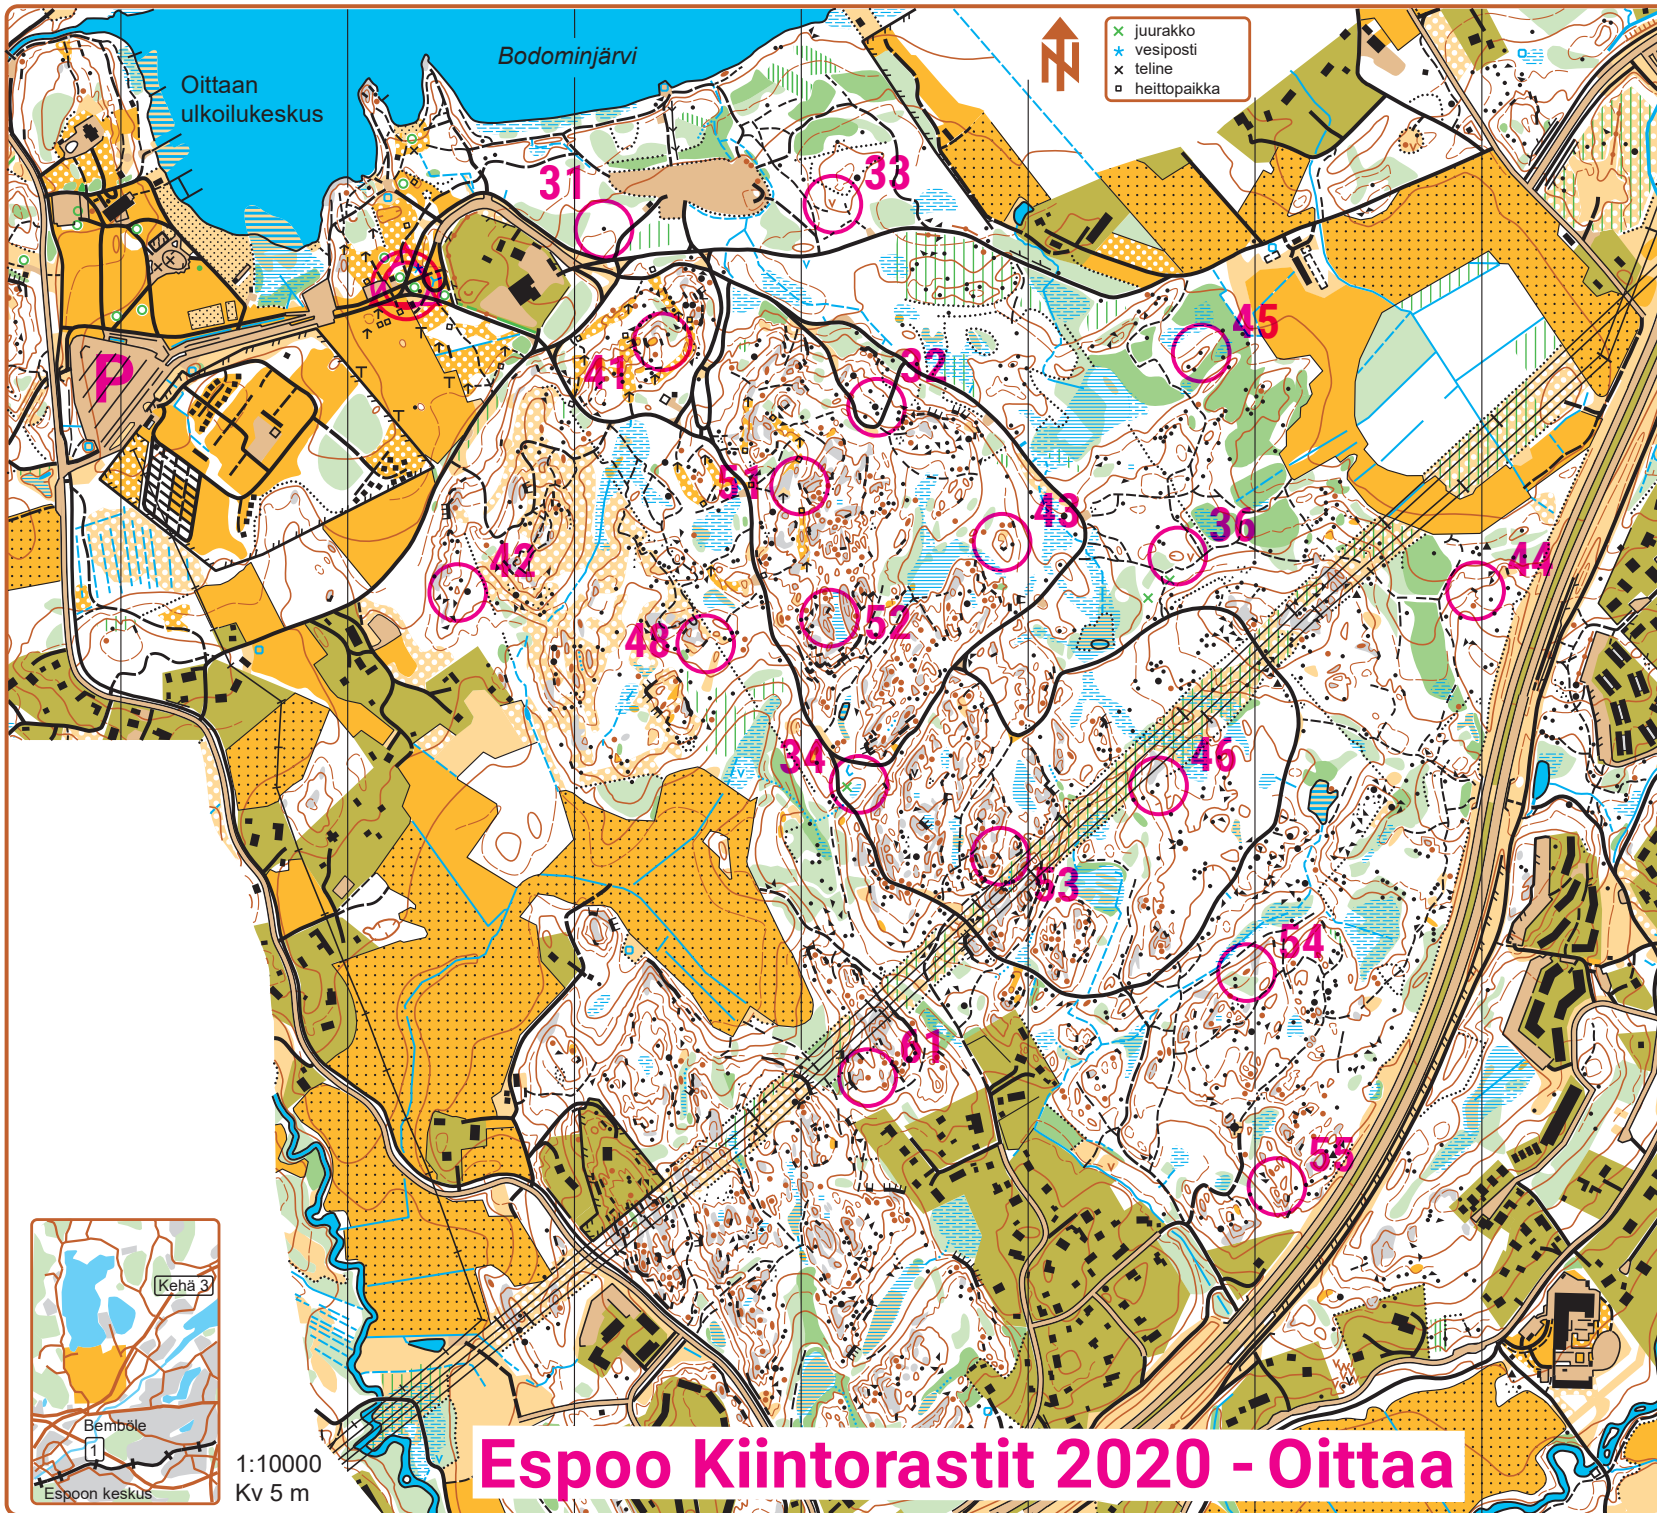 Bodominjärvi
Oittaan
ulkoilukeskus
juurakko
vesiposti
teline
heittopaikka
31
33
45
41
32
P
51
43
36
42
44
52
48
34
46
53
54
61
55
Kehä 3
Bemböle
1
Espoon keskus
1:10000
Kv 5 m
Espoo Kiintorastit 2020 - Oittaa